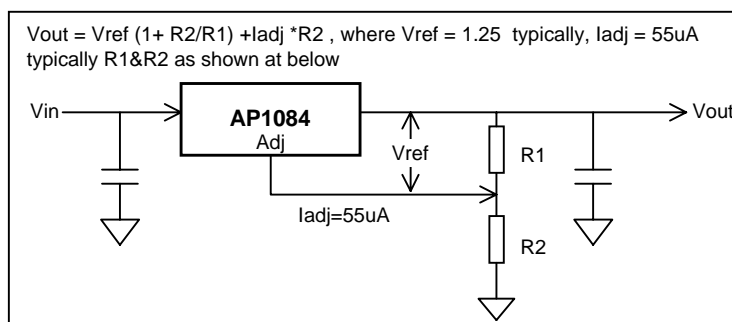 Vout = Vref (1+ R2/R1) +Iadj *R2 , where Vref = 1.25  typically, Iadj = 55uA
typically R1&R2 as shown at below
Vin
AP1084
Adj
Vout
Vref
R1
Iadj=55uA
R2